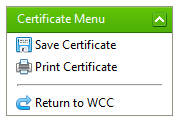 Certificate Menu
Save Certificate
Print Certificate
Return to WCC